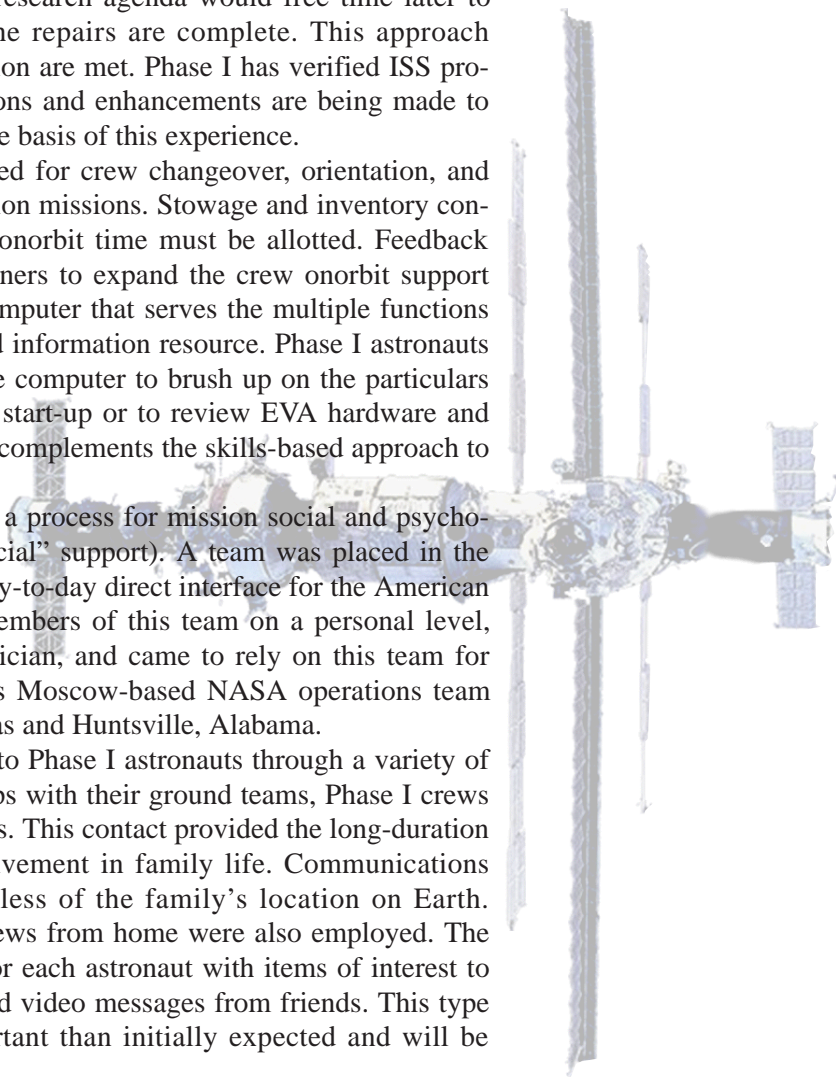 research agenda would free time later to
ne repairs are complete. This approach
ion are met. Phase I has verified ISS pro-
ons and enhancements are being made to
e basis of this experience.
ed for crew changeover, orientation, and
ion missions. Stowage and inventory con-
onorbit time must be allotted. Feedback
ners to expand the crew onorbit support
mputer that serves the multiple functions
d information resource. Phase I astronauts
e computer to brush up on the particulars
start-up or to review EVA hardware and
complements the skills-based approach to
a process for mission social and psycho-
cial” support). A team was placed in the
y-to-day direct interface for the American
embers of this team on a personal level,
ician, and came to rely on this team for
s Moscow-based NASA operations team
as and Huntsville, Alabama.
to Phase I astronauts through a variety of
ps with their ground teams, Phase I crews
s. This contact provided the long-duration
vement in family life. Communications
less of the family’s location on Earth.
ews from home were also employed. The
or each astronaut with items of interest to
d video messages from friends. This type
rtant than initially expected and will be